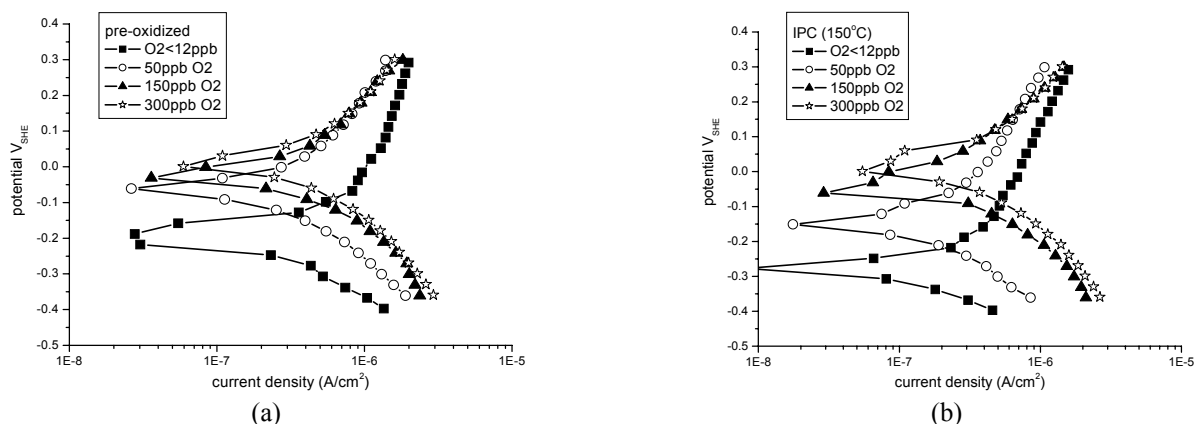 pre-oxidized
O2<12ppb
50ppb O2
150ppb O2
300ppb O2
0.4
0.3
0.2
0.1
0.0
-0.1
-0.2
-0.3
-0.4
-0.5
potential V_SHE
1E-8
1E-7
1E-6
1E-5
current density (A/cm²)
(a)
IPC (150°C)
O2<12ppb
50ppb O2
150ppb O2
300ppb O2
0.4
0.3
0.2
0.1
0.0
-0.1
-0.2
-0.3
-0.4
-0.5
potential V_SHE
1E-8
1E-7
1E-6
1E-5
current density (A/cm²)
(b)